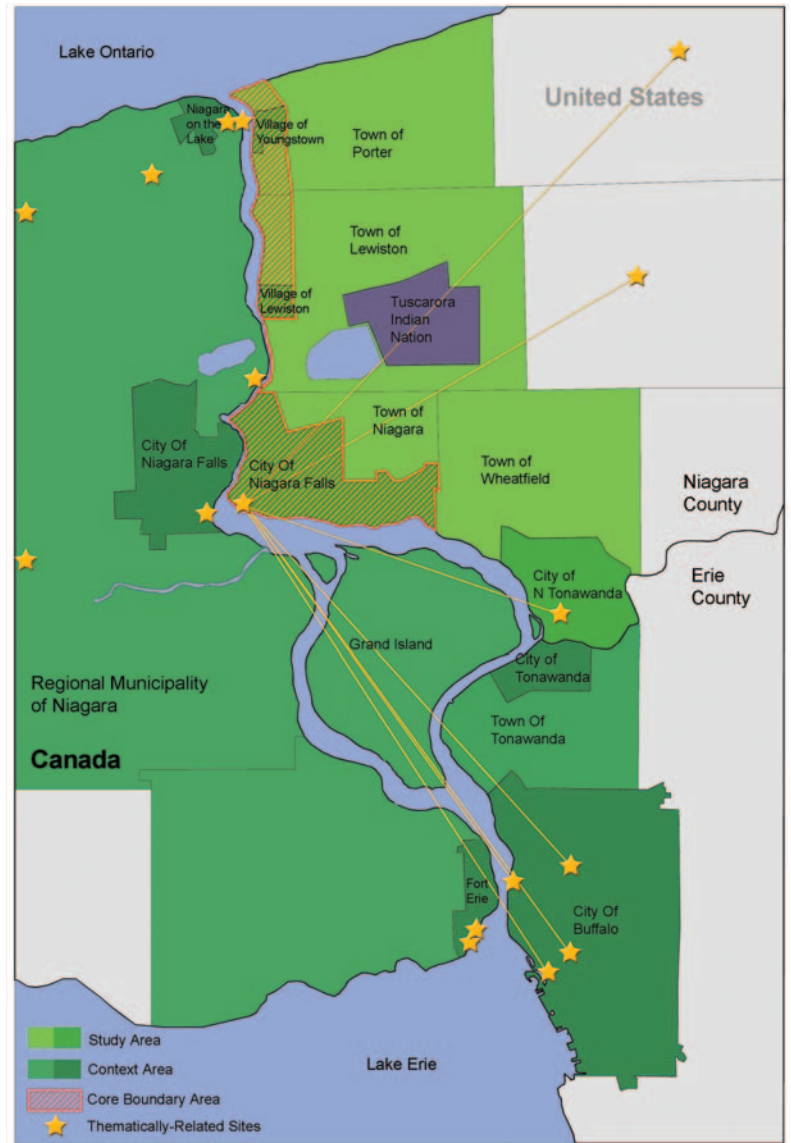 Lake Ontario
United States
Niagara
on the
Lake
Village of
Youngstown
Town of
Porter
Town of
Lewiston
Village of
Lewiston
Tuscarora
Indian
Nation
Town of
Niagara
City Of
Niagara Falls
City Of
Niagara Falls
Town of
Wheatfield
Niagara
County
Erie
County
City of
N Tonawanda
Grand Island
City of
Tonawanda
Regional Municipality
of Niagara
Town Of
Tonawanda
Canada
Fort
Erie
City Of
Buffalo
Lake Erie
Study Area
Context Area
Core Boundary Area
Thematically-Related Sites